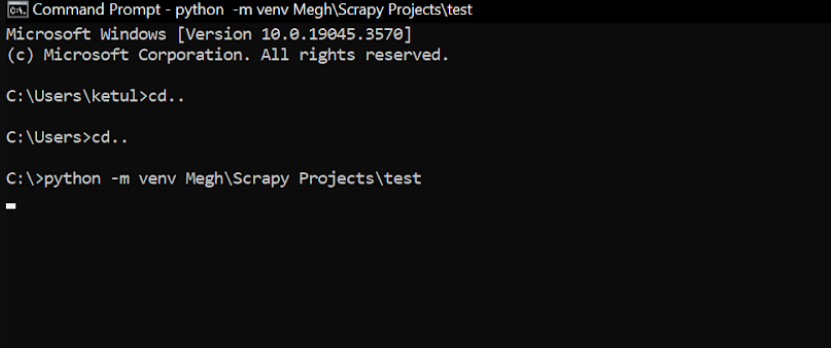 Command Prompt - python -m venv Megh\Scrapy Projects\test
Microsoft Windows [Version 10.0.19045.3570]
(c) Microsoft Corporation. All rights reserved.
C:\Users\ketul>cd..
C:\Users>cd..
C:\>python -m venv Megh\Scrapy Projects\test